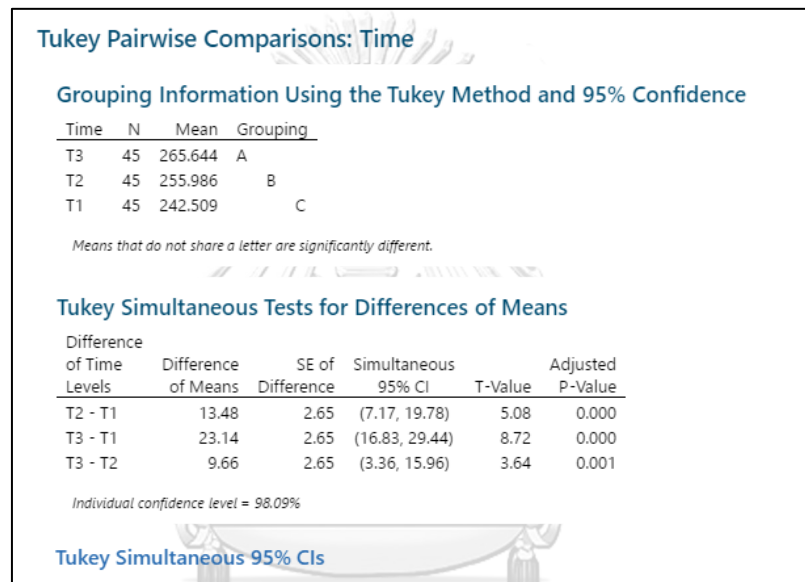 Tukey Pairwise Comparisons: Time
Grouping Information Using the Tukey Method and 95% Confidence
Time N Mean Grouping
T3 45 265.644 A
T2 45 255.986 B
T1 45 242.509 C
Means that do not share a letter are significantly different.
Tukey Simultaneous Tests for Differences of Means
Difference
of Time Difference SE of Simultaneous Adjusted
Levels of Means Difference 95% CI T-Value P-Value
T2 - T1 13.48 2.65 (7.17, 19.78) 5.08 0.000
T3 - T1 23.14 2.65 (16.83, 29.44) 8.72 0.000
T3 - T2 9.66 2.65 (3.36, 15.96) 3.64 0.001
Individual confidence level = 98.09%
Tukey Simultaneous 95% CIs